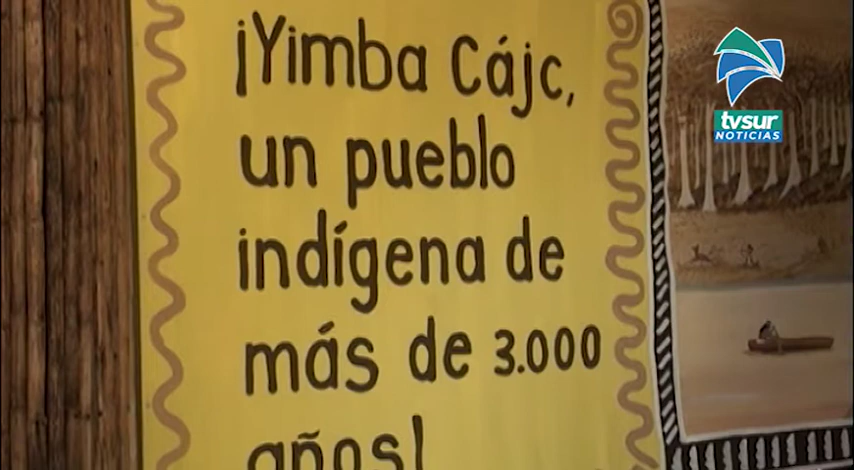 ¡Yimba Cájc,
un pueblo
indígena de
más de 3.000
años!
tvsur
NOTICIAS